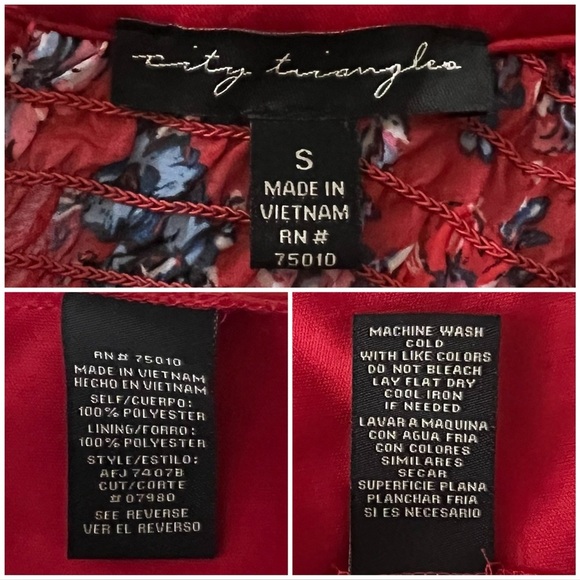 city triangles
S
MADE IN
VIETNAM
RN #
75010
RN# 75010
MADE IN VIETNAM
HECHO EN VIETNAM
SELF/CUERPO:
100% POLYESTER
LINING/FORRO:
100% POLYESTER
STYLE/ESTILO:
AFJ 7407B
CUT/CORTE
#07980
SEE REVERSE
VER EL REVERSO
MACHINE WASH
COLD
WITH LIKE COLORS
DO NOT BLEACH
LAY FLAT DRY
COOL IRON
IF NEEDED
LAVAR A MAQUINA
CON AGUA FRIA
CON COLORES
SIMILARES
SECAR
SUPERFICIE PLANA
PLANCHAR FRIA
SI ES NECESARIO